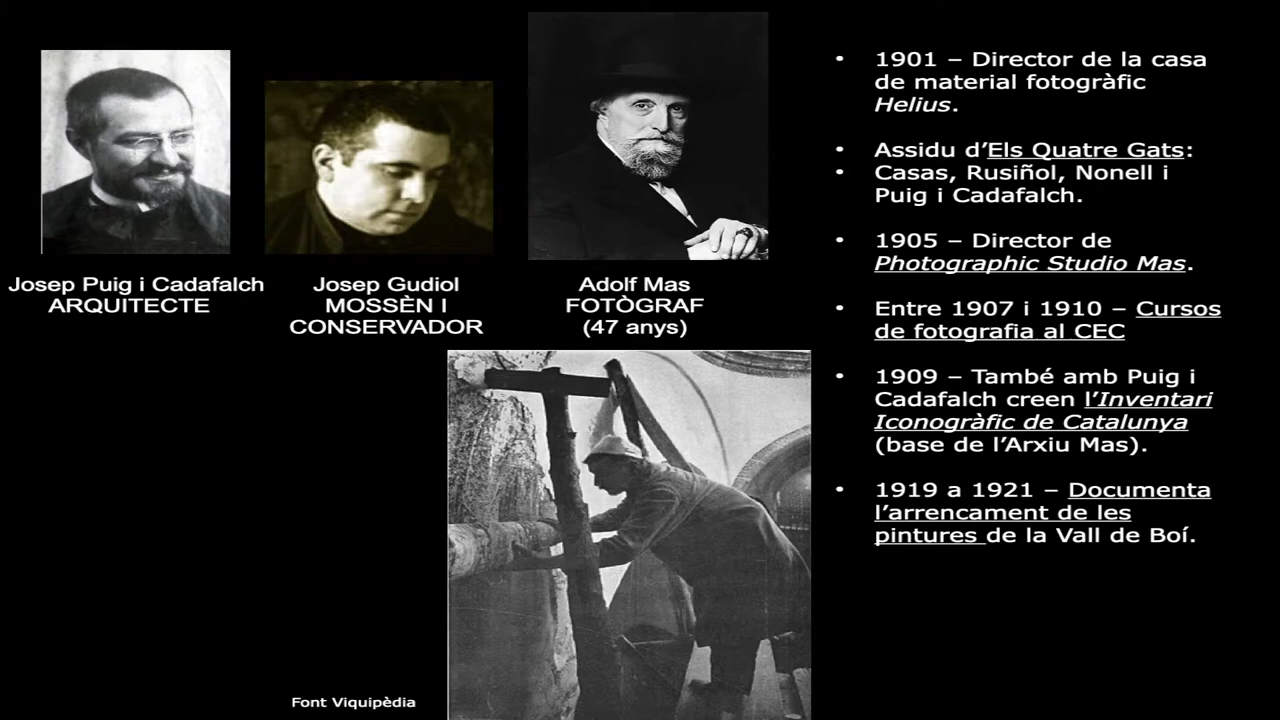 Josep Puig i Cadafalch
ARQUITECTE
Josep Gudiol
MOSSÈN I
CONSERVADOR
Adolf Mas
FOTÒGRAF
(47 anys)
Font Viquipèdia
• 1901 – Director de la casa
de material fotogràfic
Helius.
• Assidu d’Els Quatre Gats:
• Casas, Rusiñol, Nonell i
Puig i Cadafalch.
• 1905 – Director de
Photographic Studio Mas.
• Entre 1907 i 1910 – Cursos
de fotografia al CEC
• 1909 – També amb Puig i
Cadafalch creen l’Inventari
Iconogràfic de Catalunya
(base de l’Arxiu Mas).
• 1919 a 1921 – Documenta
l’arrencament de les
pintures de la Vall de Boí.